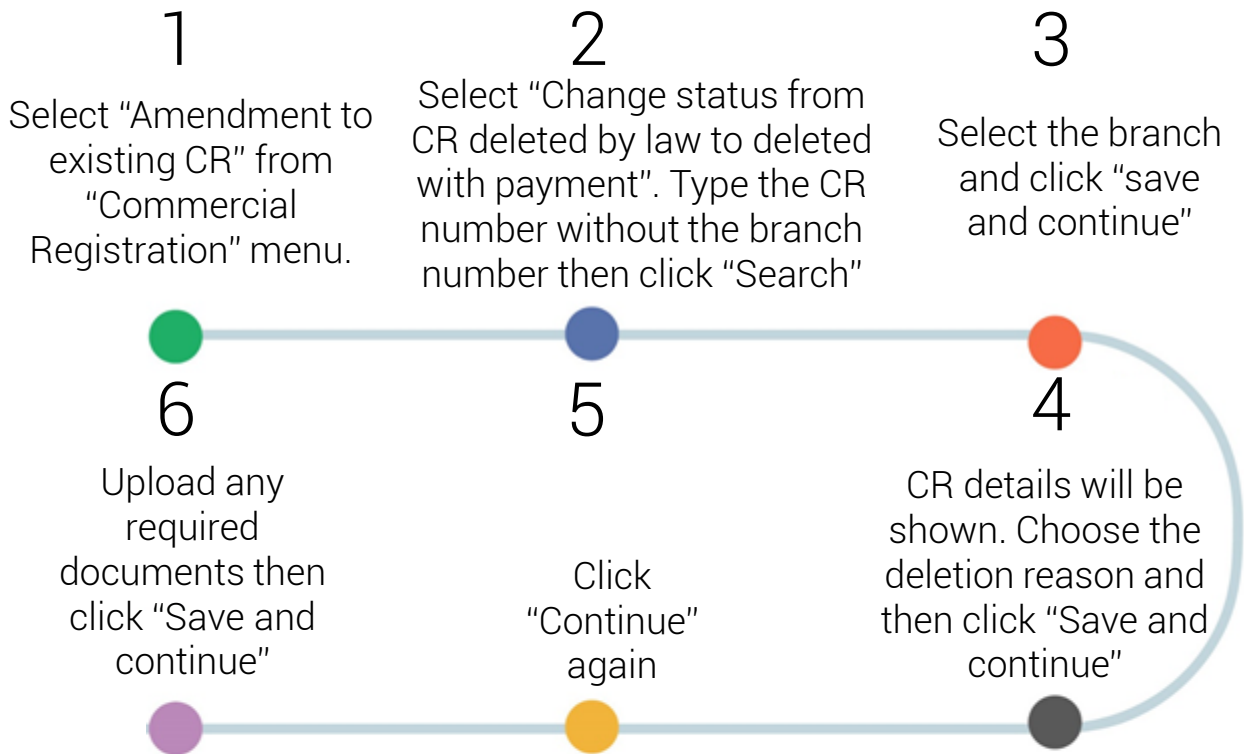 1
Select “Amendment to
existing CR” from
“Commercial
Registration” menu.
2
Select “Change status from
CR deleted by law to deleted
with payment”. Type the CR
number without the branch
number then click “Search”
3
Select the branch
and click “save
and continue”
4
CR details will be
shown. Choose the
deletion reason and
then click “Save and
continue”
5
Click
“Continue”
again
6
Upload any
required
documents then
click “Save and
continue”